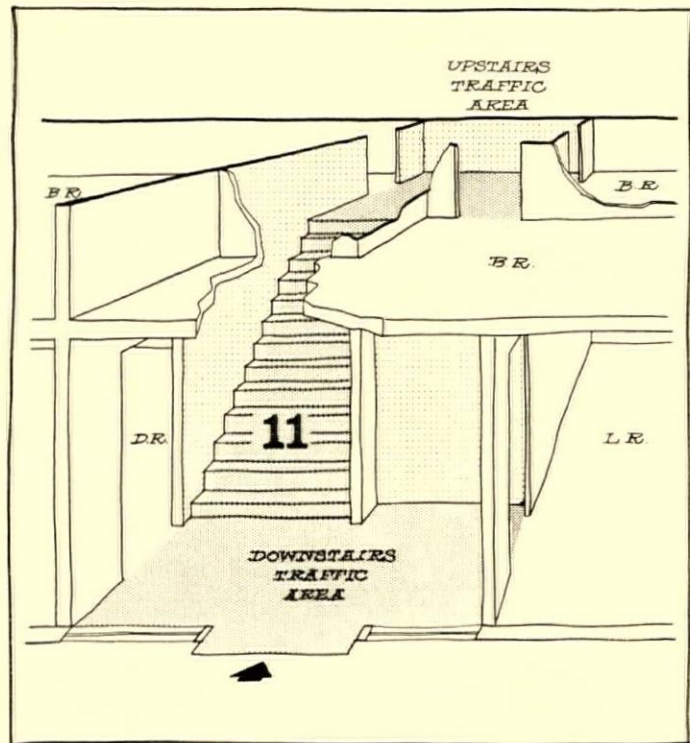 UPSTAIRS
TRAFFIC
AREA
B R
B R
B R.
D.R.
11
L R.
DOWNSTAIRS
TRAFFIC
AREA